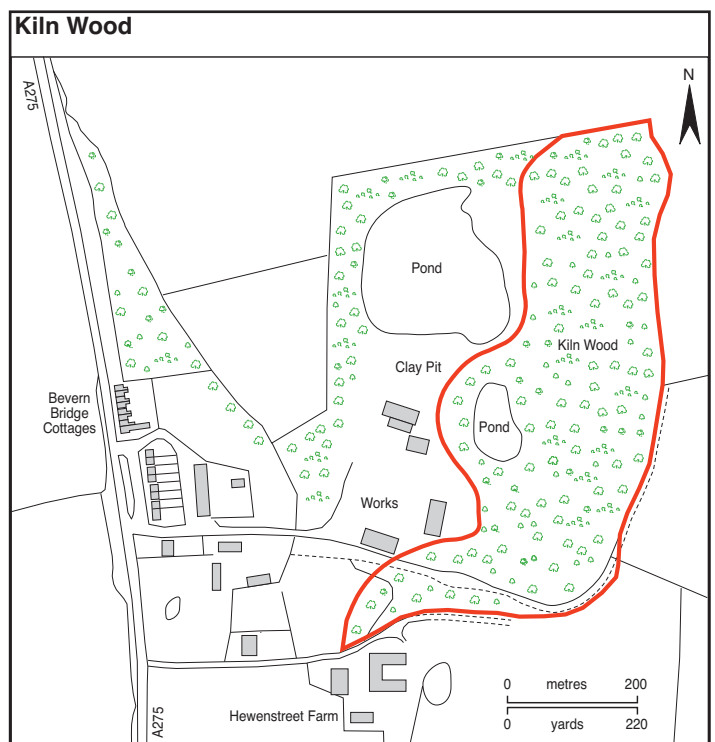 Kiln Wood
A275
N
Pond
Kiln Wood
Clay Pit
Bevern
Bridge
Cottages
Pond
Works
0 metres 200
0 yards 220
A275
Hewenstreet Farm